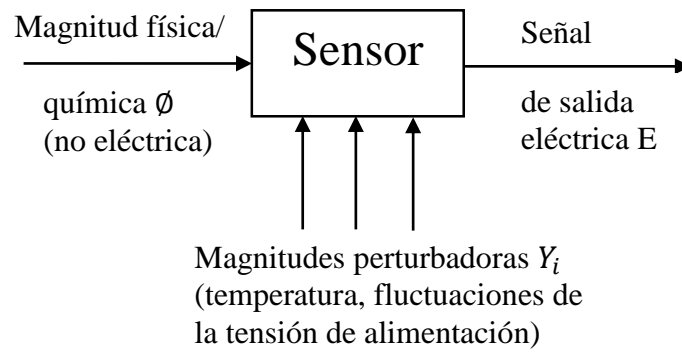 Magnitud física/
química ∅
(no eléctrica)
Sensor
Señal
de salida
eléctrica E
Magnitudes perturbadoras Yᵢ
(temperatura, fluctuaciones de
la tensión de alimentación)